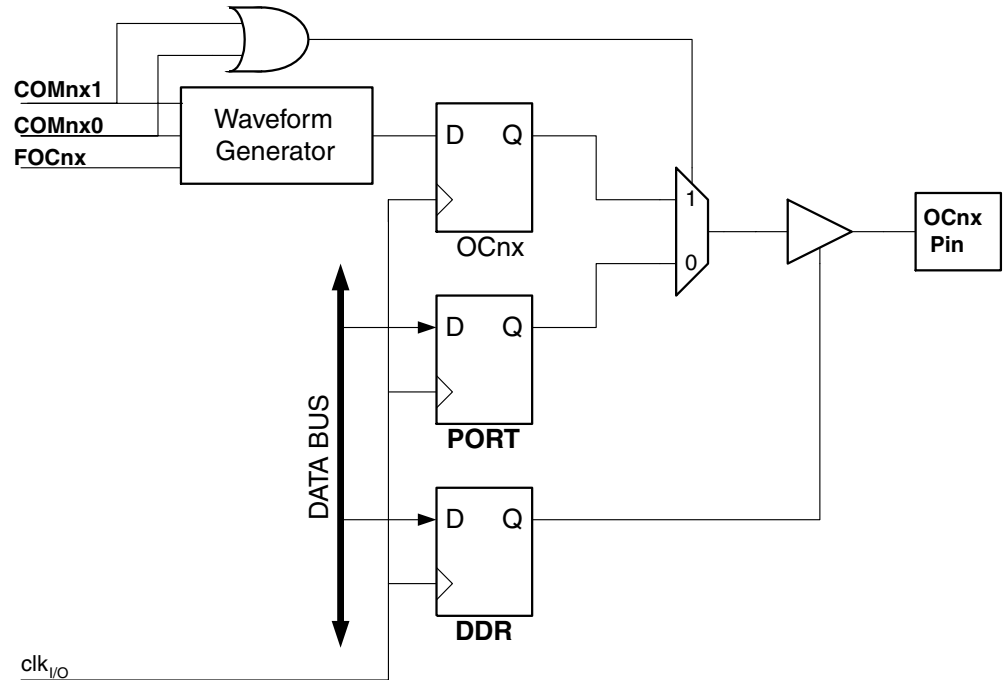 COMnx1
COMnx0
FOCnx
Waveform
Generator
D Q
OCnx
1
0
OCnx
Pin
D Q
PORT
DATA BUS
D Q
DDR
clkI/O